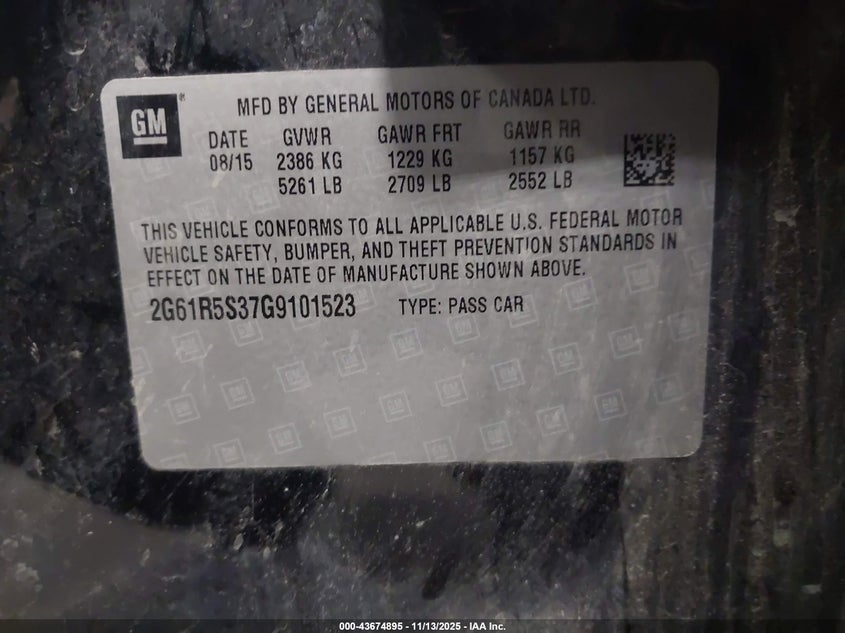 GM ®
MFD BY GENERAL MOTORS OF CANADA LTD.
DATE GVWR GAWR FRT GAWR RR
08/15 2386 KG 1229 KG 1157 KG
5261 LB 2709 LB 2552 LB
THIS VEHICLE CONFORMS TO ALL APPLICABLE U.S. FEDERAL MOTOR
VEHICLE SAFETY, BUMPER, AND THEFT PREVENTION STANDARDS IN
EFFECT ON THE DATE OF MANUFACTURE SHOWN ABOVE.
2G61R5S37G9101523 TYPE: PASS CAR
000-43674895 - 11/13/2025 - IAA Inc.